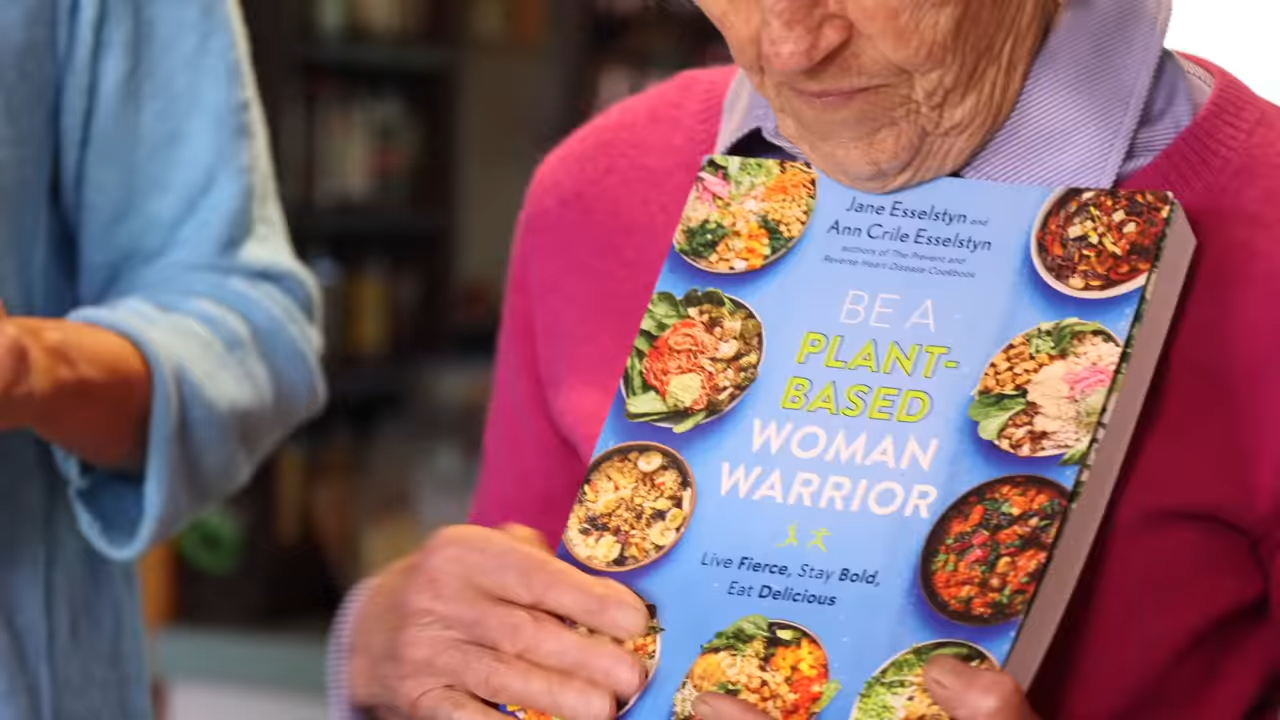 Jane Esselstyn and
Ann Crile Esselstyn
authors of The Prevent and
Reverse Heart Disease Cookbook
BE A
PLANT-
BASED
WOMAN
WARRIOR
Live Fierce, Stay Bold,
Eat Delicious